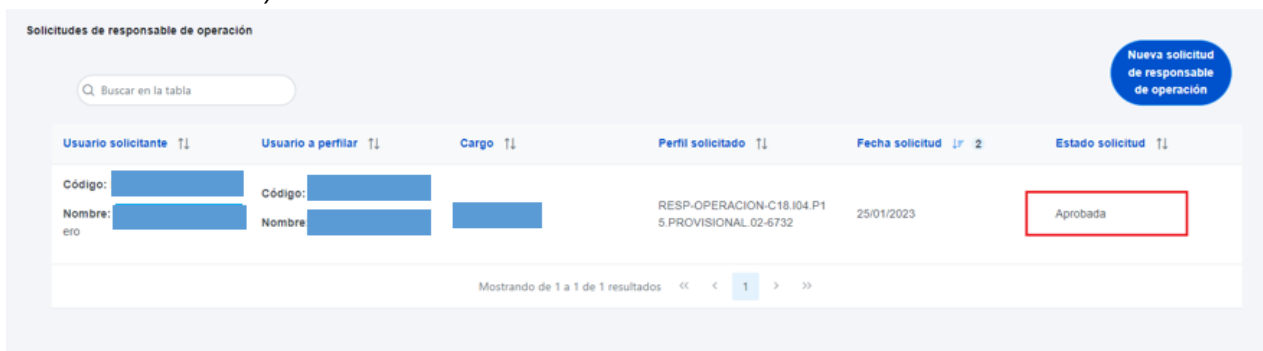 Solicitudes de responsable de operación
Nueva solicitud
de responsable
de operación
Buscar en la tabla
Usuario solicitante Usuario a perfilar Cargo Perfil solicitado Fecha solicitud 2 Estado solicitud
Código:
Nombre:
ero
Código:
Nombre
RESP-OPERACION-C18.I04.P1
5.PROVISIONAL.02-6732
25/01/2023
Aprobada
Mostrando de 1 a 1 de 1 resultados << < 1 > >>